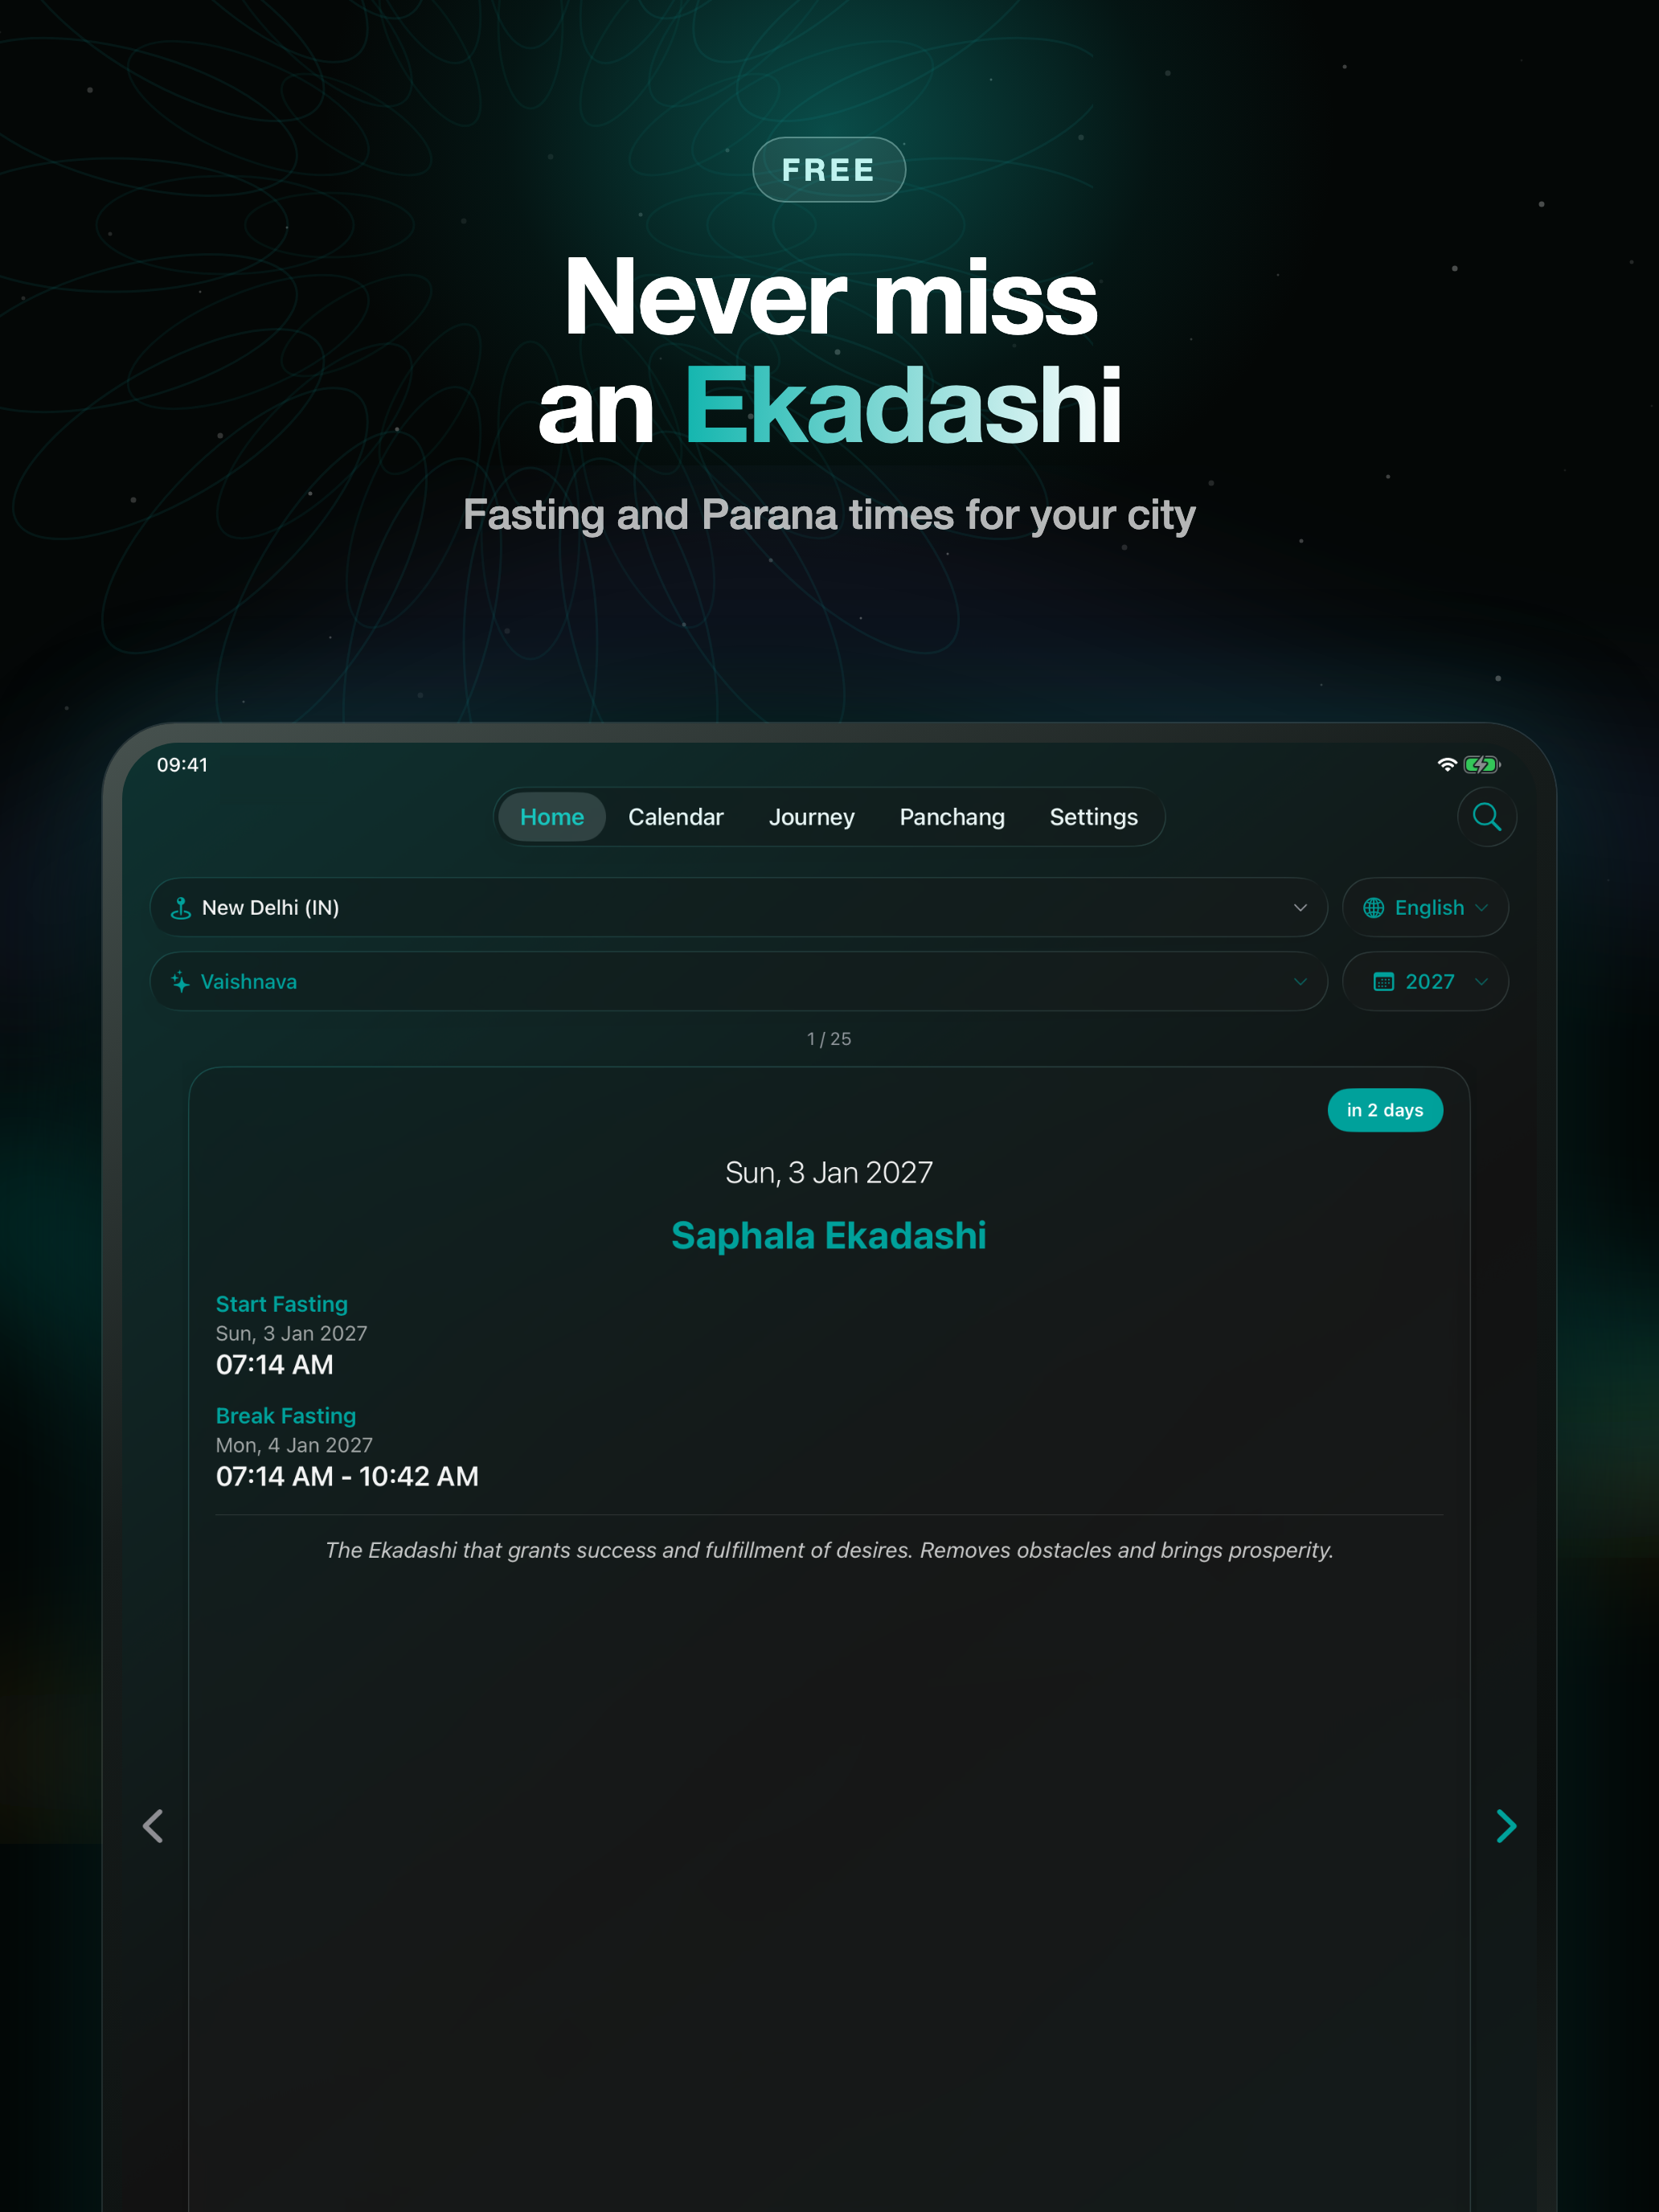 FREE
Never miss
an Ekadashi
Fasting and Parana times for your city
09:41
Home Calendar Journey Panchang Settings
New Delhi (IN) English
Vaishnava 2027
1 / 25
in 2 days
Sun, 3 Jan 2027
Saphala Ekadashi
Start Fasting
Sun, 3 Jan 2027
07:14 AM
Break Fasting
Mon, 4 Jan 2027
07:14 AM - 10:42 AM
The Ekadashi that grants success and fulfillment of desires. Removes obstacles and brings prosperity.